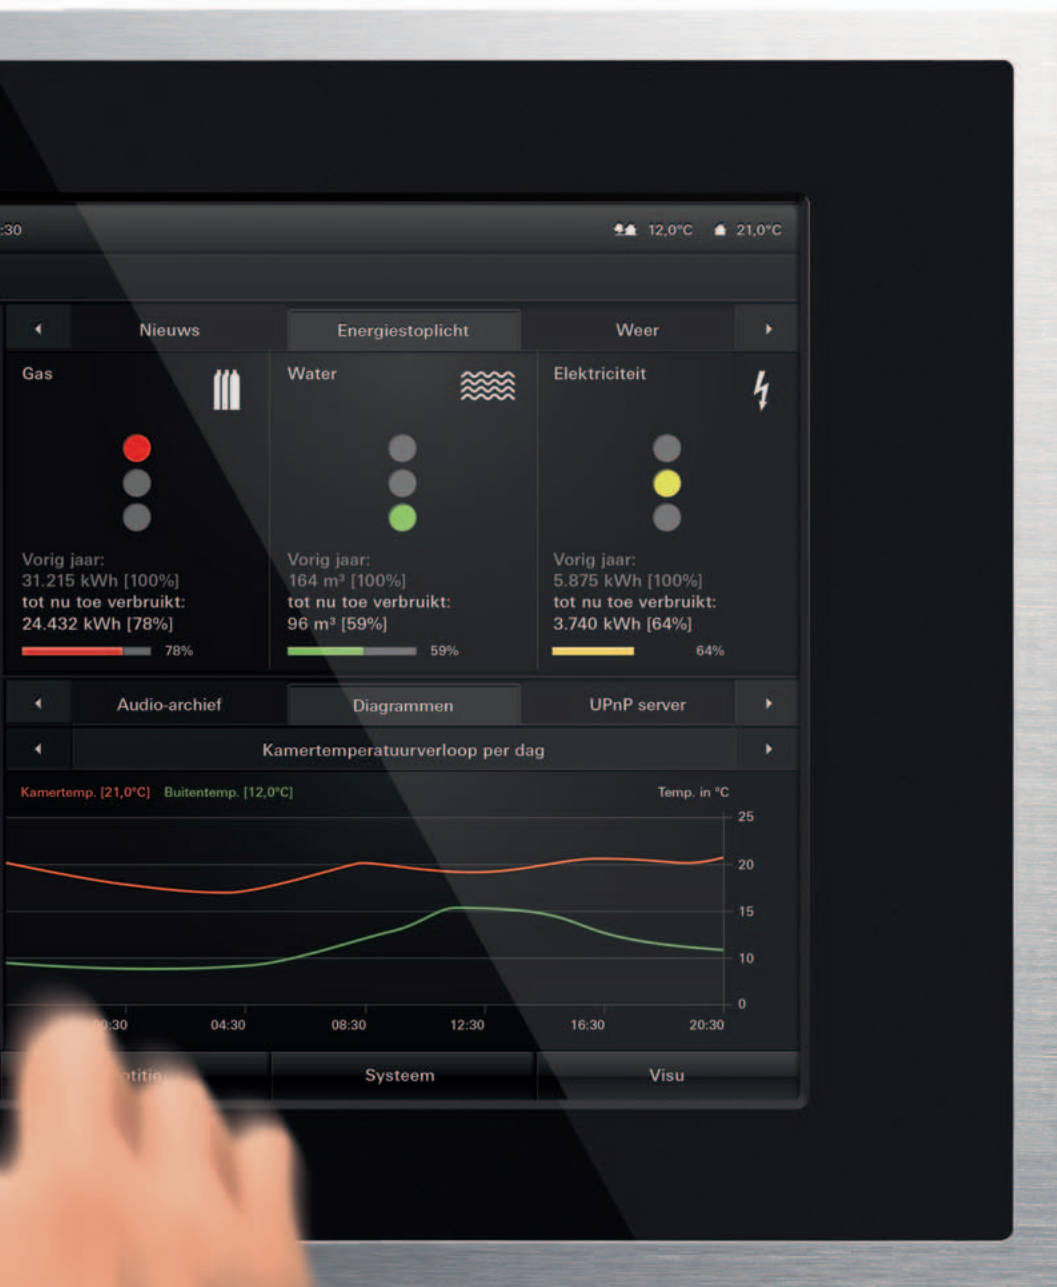 :30
12,0°C 21,0°C
Nieuws Energiestoplicht Weer
Gas Water Elektriciteit
Vorig jaar: Vorig jaar: Vorig jaar:
31.215 kWh [100%] 164 m³ [100%] 5.875 kWh [100%]
tot nu toe verbruikt: tot nu toe verbruikt: tot nu toe verbruikt:
24.432 kWh [78%] 96 m³ [59%] 3.740 kWh [64%]
78% 59% 64%
Audio-archief Diagrammen UPnP server
Kamertemperatuurverloop per dag
Kamertemp. [21,0°C] Buitentemp. [12,0°C] Temp. in °C
25
20
15
10
0
04:30 08:30 12:30 16:30 20:30
Systeem Visu